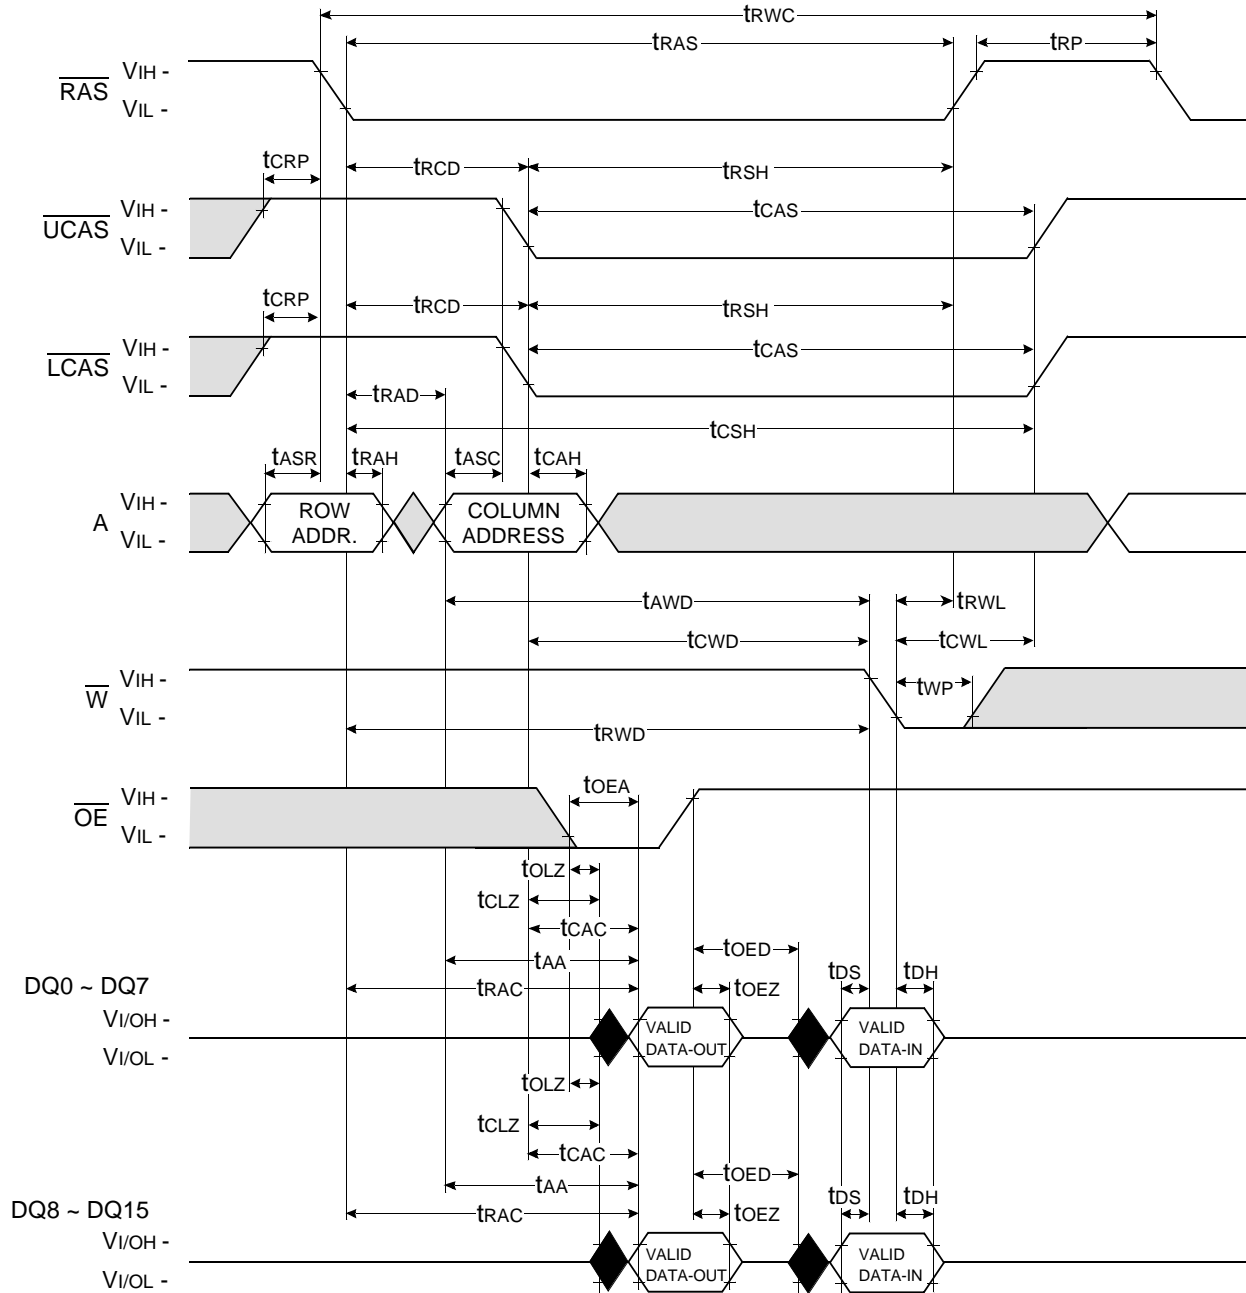 tRWC
tRAS
tRP
RAS
VIH -
VIL -
tCRP
tRCD
tRSH
UCAS
VIH -
VIL -
tCAS
tCRP
tRCD
tRSH
LCAS
VIH -
VIL -
tCAS
tRAD
tCSH
tASR
tRAH
tASC
tCAH
A
VIH -
VIL -
ROW
ADDR.
COLUMN
ADDRESS
tAWD
tRWL
tCWD
tCWL
W
VIH -
VIL -
tWP
tRWD
OE
VIH -
VIL -
tOEA
tOLZ
tCLZ
tCAC
tOED
tAA
tDS
tDH
DQ0 ~ DQ7
tRAC
tOEZ
VI/OH -
VI/OL -
VALID
DATA-OUT
VALID
DATA-IN
tOLZ
tCLZ
tCAC
tOED
tAA
tDS
tDH
DQ8 ~ DQ15
tRAC
tOEZ
VI/OH -
VI/OL -
VALID
DATA-OUT
VALID
DATA-IN